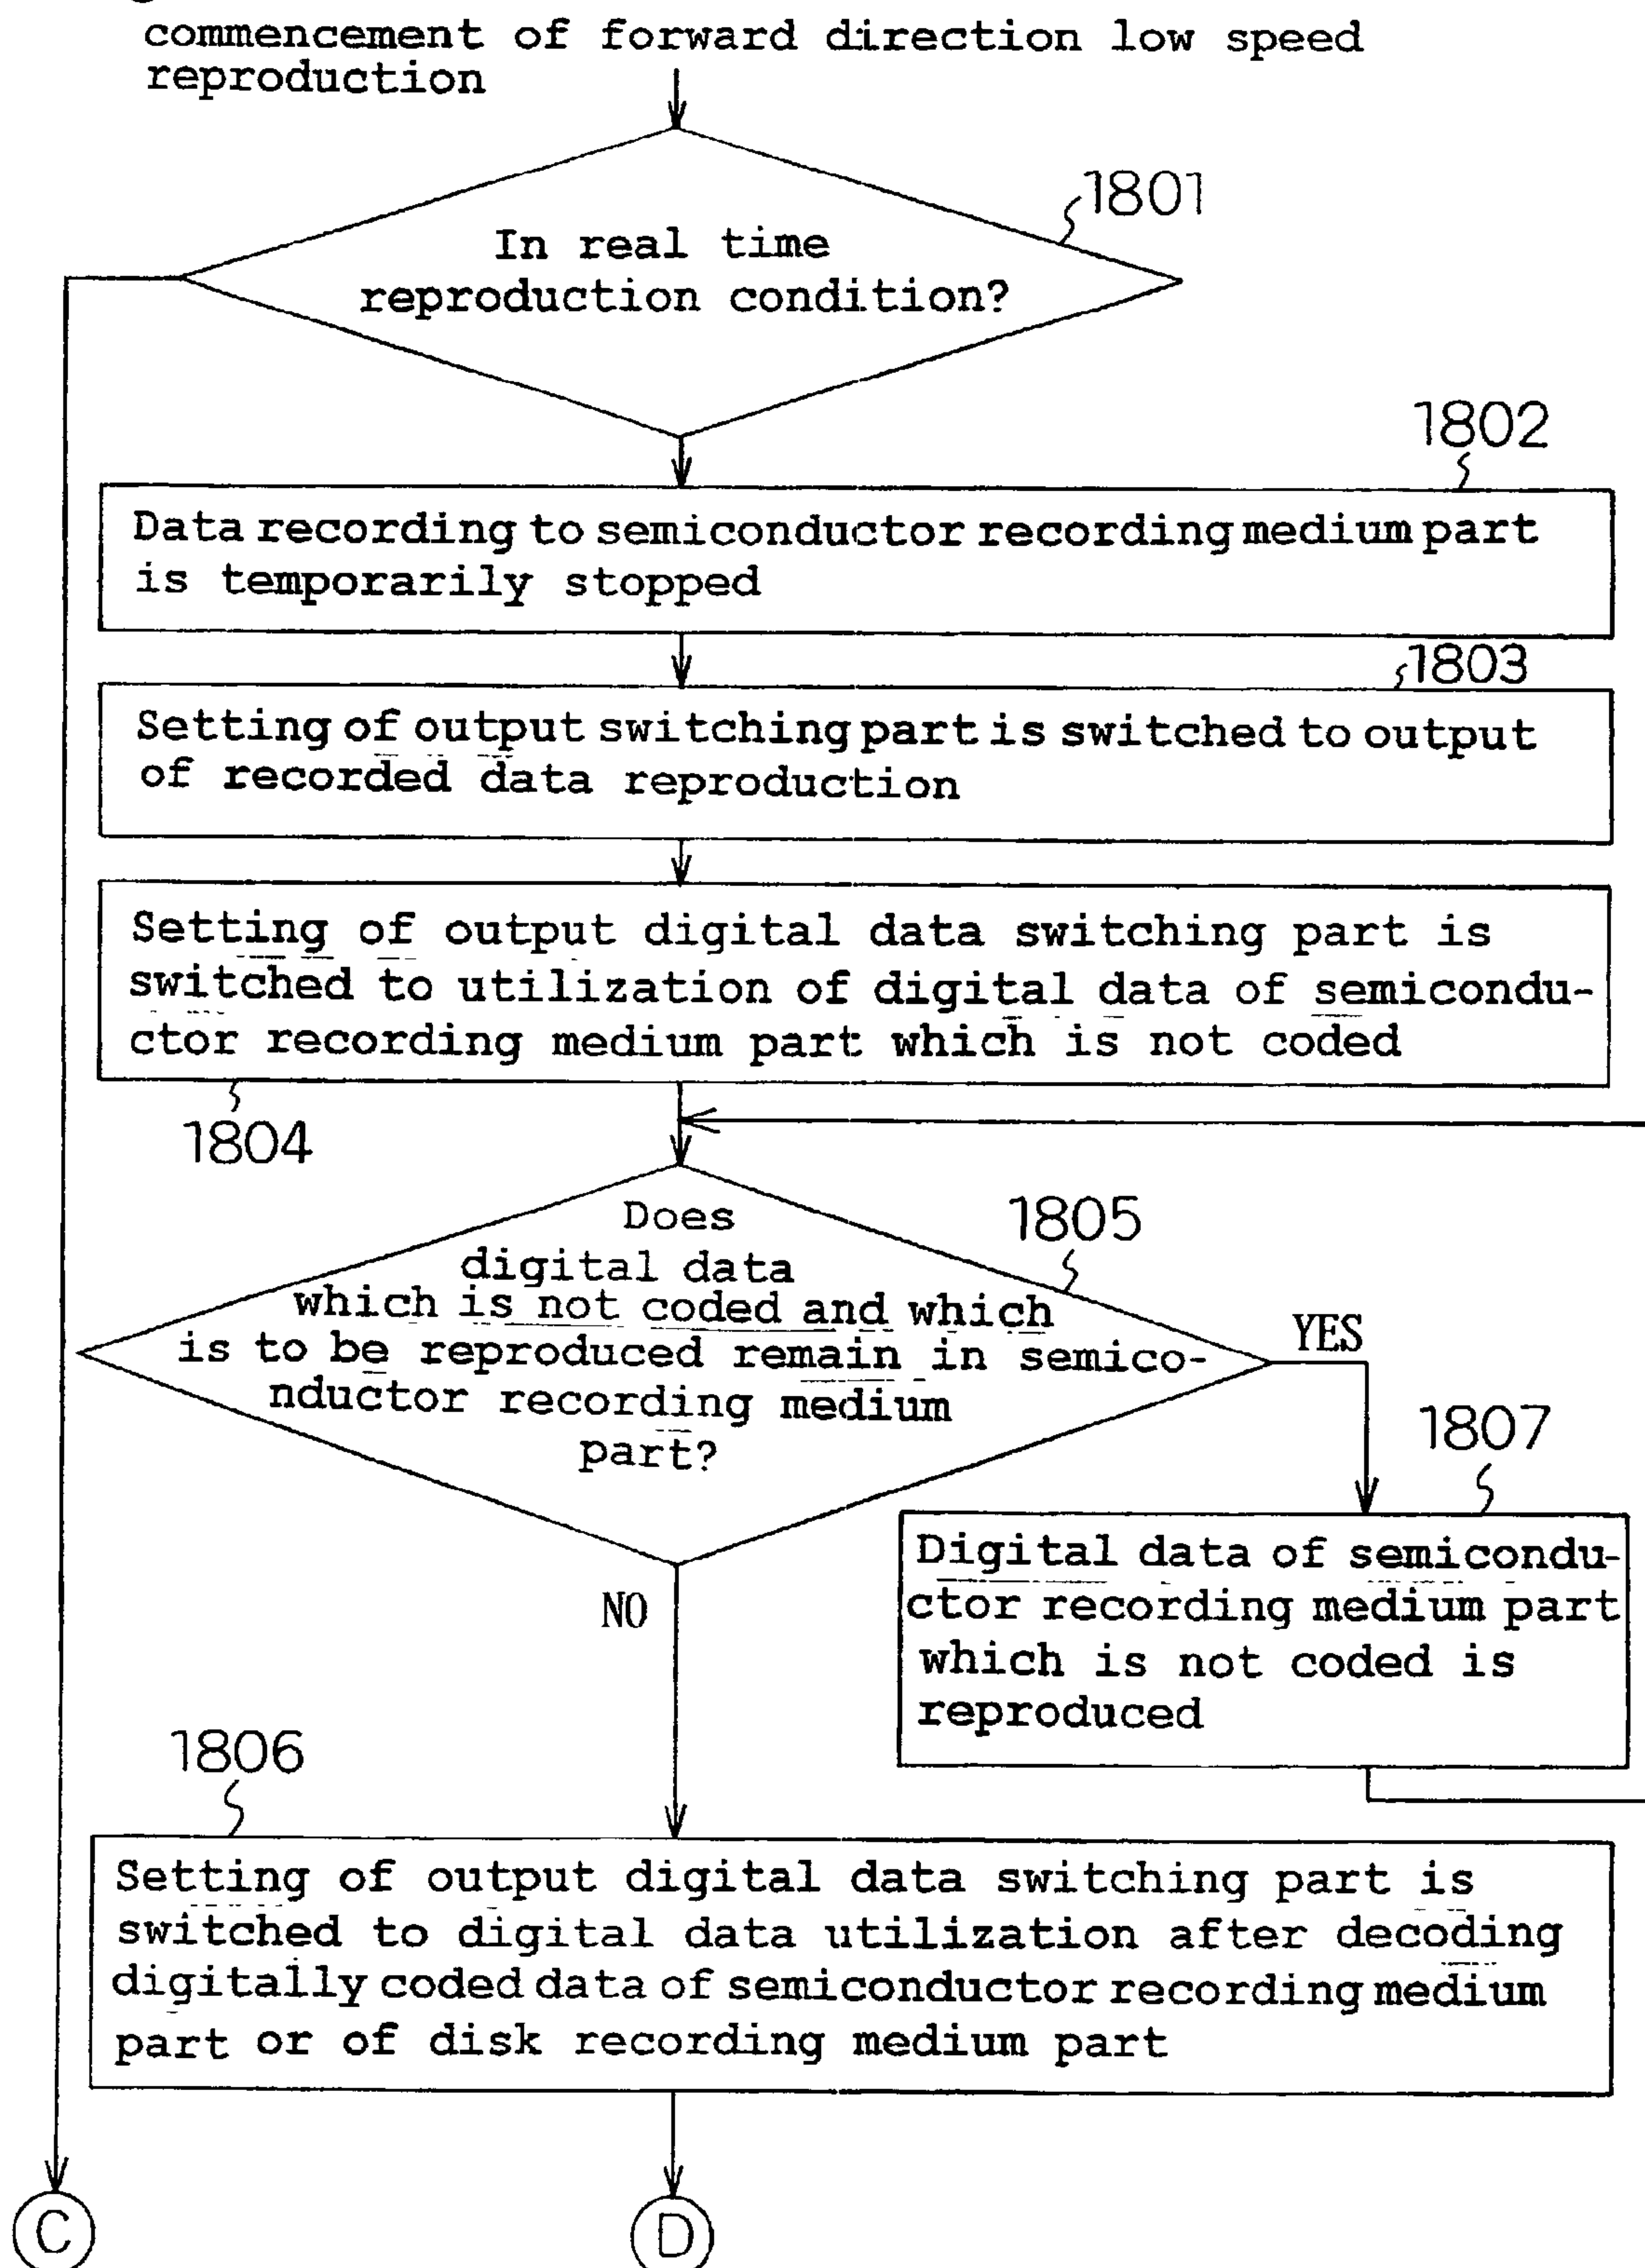 commencement of forward direction low speed
reproduction
1801
In real time
reproduction condition?
1802
Data recording to semiconductor recording medium part
is temporarily stopped
1803
Setting of output switching part is switched to output
of recorded data reproduction
Setting of output digital data switching part is
switched to utilization of digital data of semicondu-
ctor recording medium part which is not coded
1804
Does
digital data
which is not coded and which
is to be reproduced remain in semico-
nductor recording medium
part?
1805
YES
1807
Digital data of semicondu-
ctor recording medium part
which is not coded is
reproduced
NO
1806
Setting of output digital data switching part is
switched to digital data utilization after decoding
digitally coded data of semiconductor recording medium
part or of disk recording medium part
C
D